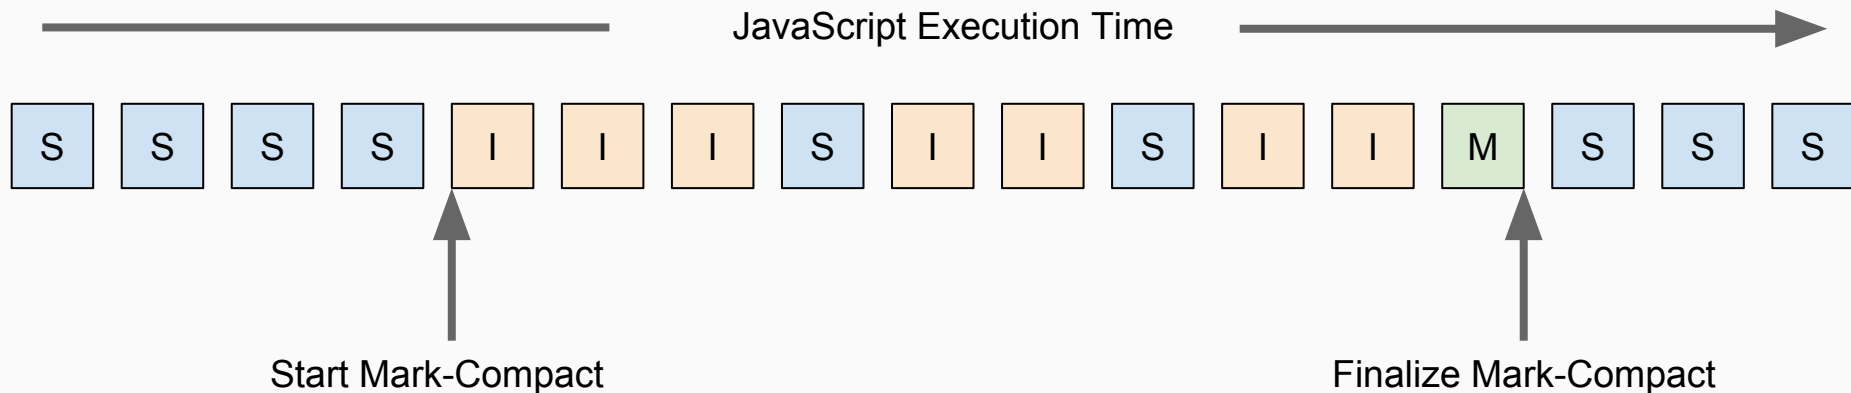 JavaScript Execution Time
S S S S I I I S I I S I I M S S S
Start Mark-Compact Finalize Mark-Compact